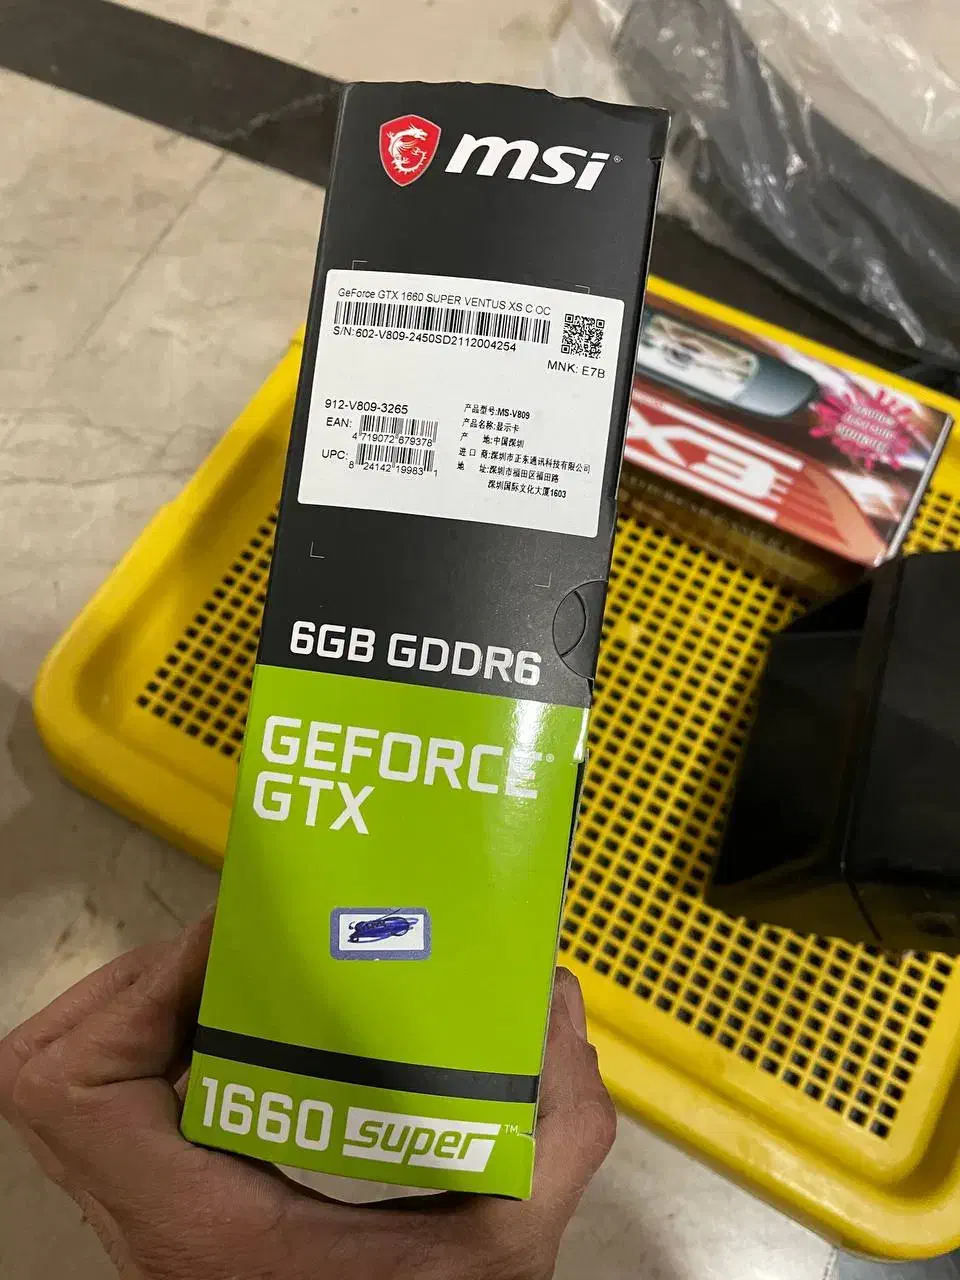 msi
GeForce GTX 1660 SUPER VENTUS XS C OC
S/N:602-V809-2450SD2112004254
MNK: E7B
912-V809-3265
EAN:
4 719072 679378
UPC:
8 24142 19983 1
产品型号:MS-V809
产品名称:显示卡
产 地:中国深圳
进 口 商:深圳市正东通讯科技有限公司
地 址:深圳市福田区福田路
深圳国际文化大厦1603
6GB GDDR6
GEFORCE®
GTX
1660 super™
X3